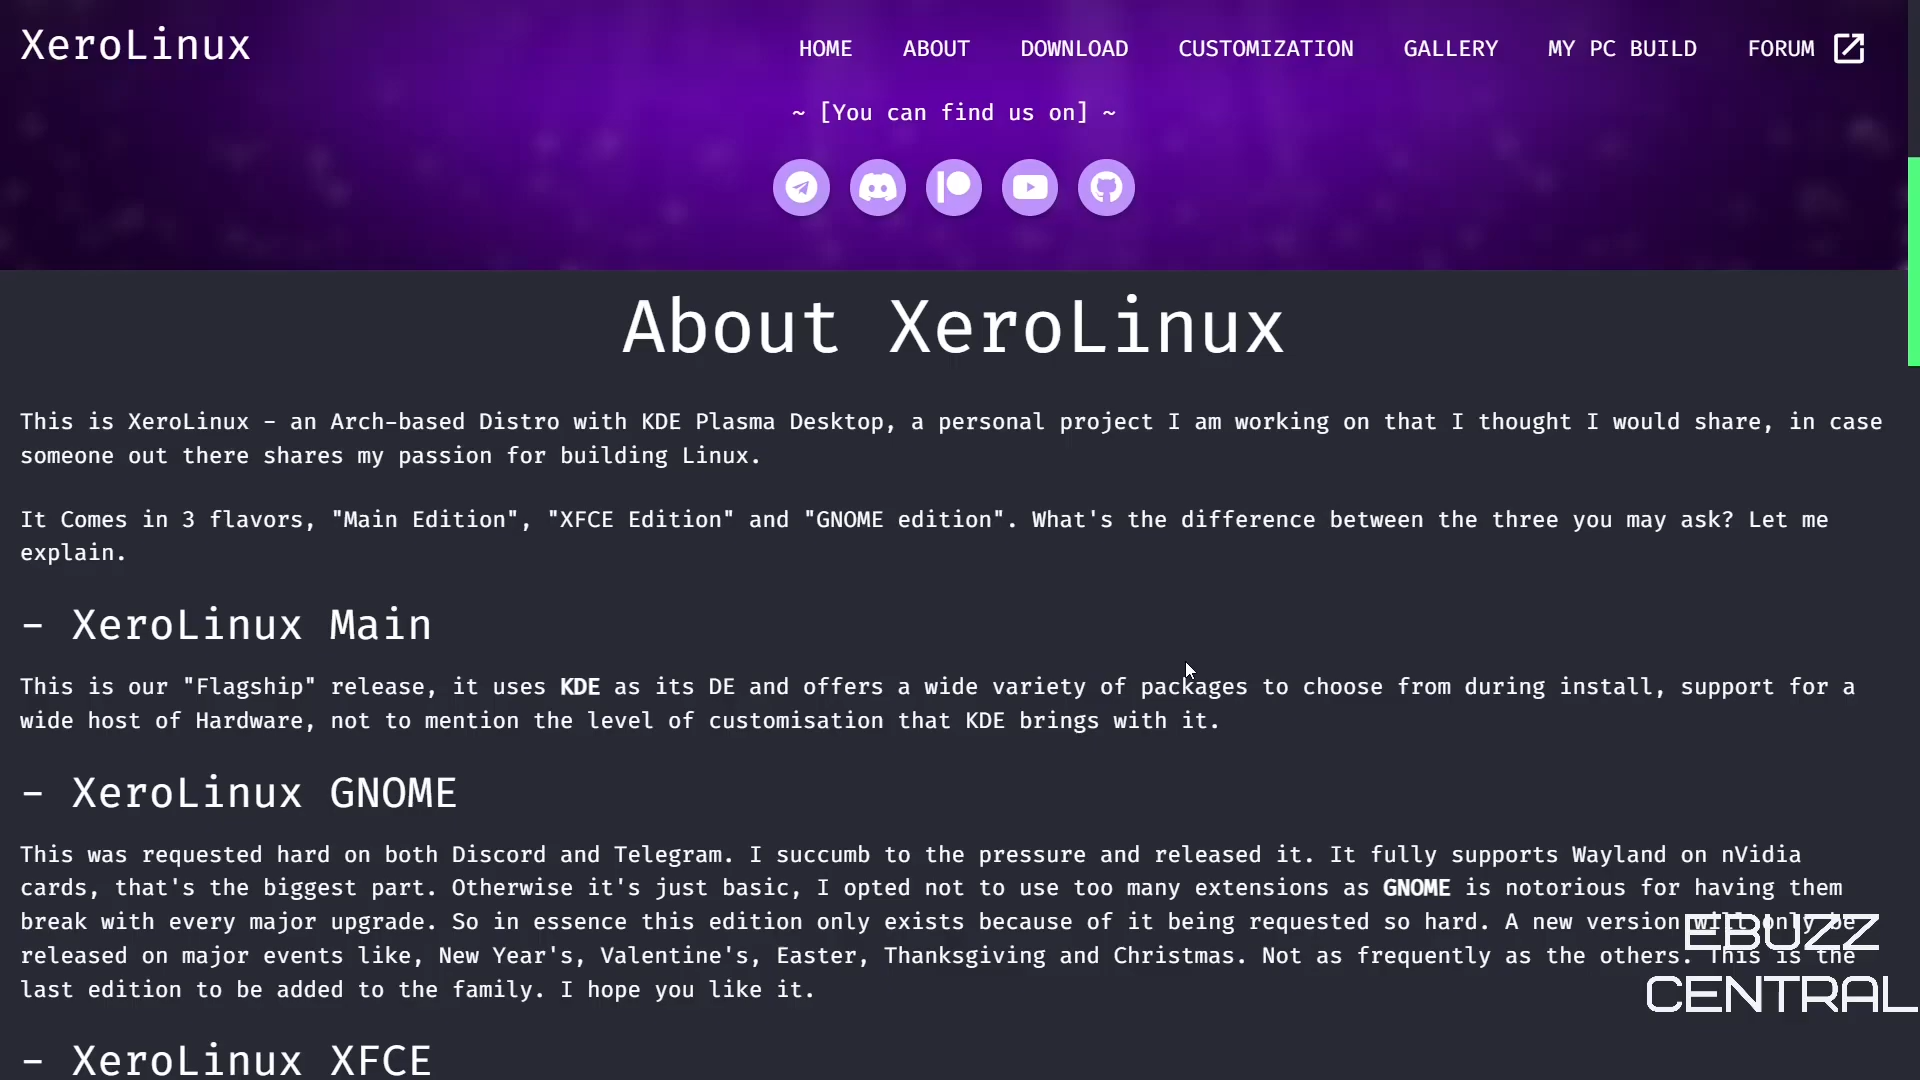 XeroLinux
HOME ABOUT DOWNLOAD CUSTOMIZATION GALLERY MY PC BUILD FORUM
~ [You can find us on] ~
About XeroLinux
This is XeroLinux - an Arch-based Distro with KDE Plasma Desktop, a personal project I am working on that I thought I would share, in case
someone out there shares my passion for building Linux.
It Comes in 3 flavors, "Main Edition", "XFCE Edition" and "GNOME edition". What's the difference between the three you may ask? Let me
explain.
- XeroLinux Main
This is our "Flagship" release, it uses KDE as its DE and offers a wide variety of packages to choose from during install, support for a
wide host of Hardware, not to mention the level of customisation that KDE brings with it.
- XeroLinux GNOME
This was requested hard on both Discord and Telegram. I succumb to the pressure and released it. It fully supports Wayland on nVidia
cards, that's the biggest part. Otherwise it's just basic, I opted not to use too many extensions as GNOME is notorious for having them
break with every major upgrade. So in essence this edition only exists because of it being requested so hard. A new version will only be
released on major events like, New Year's, Valentine's, Easter, Thanksgiving and Christmas. Not as frequently as the others. This is the
last edition to be added to the family. I hope you like it.
- XeroLinux XFCE
EBUZZ
CENTRAL